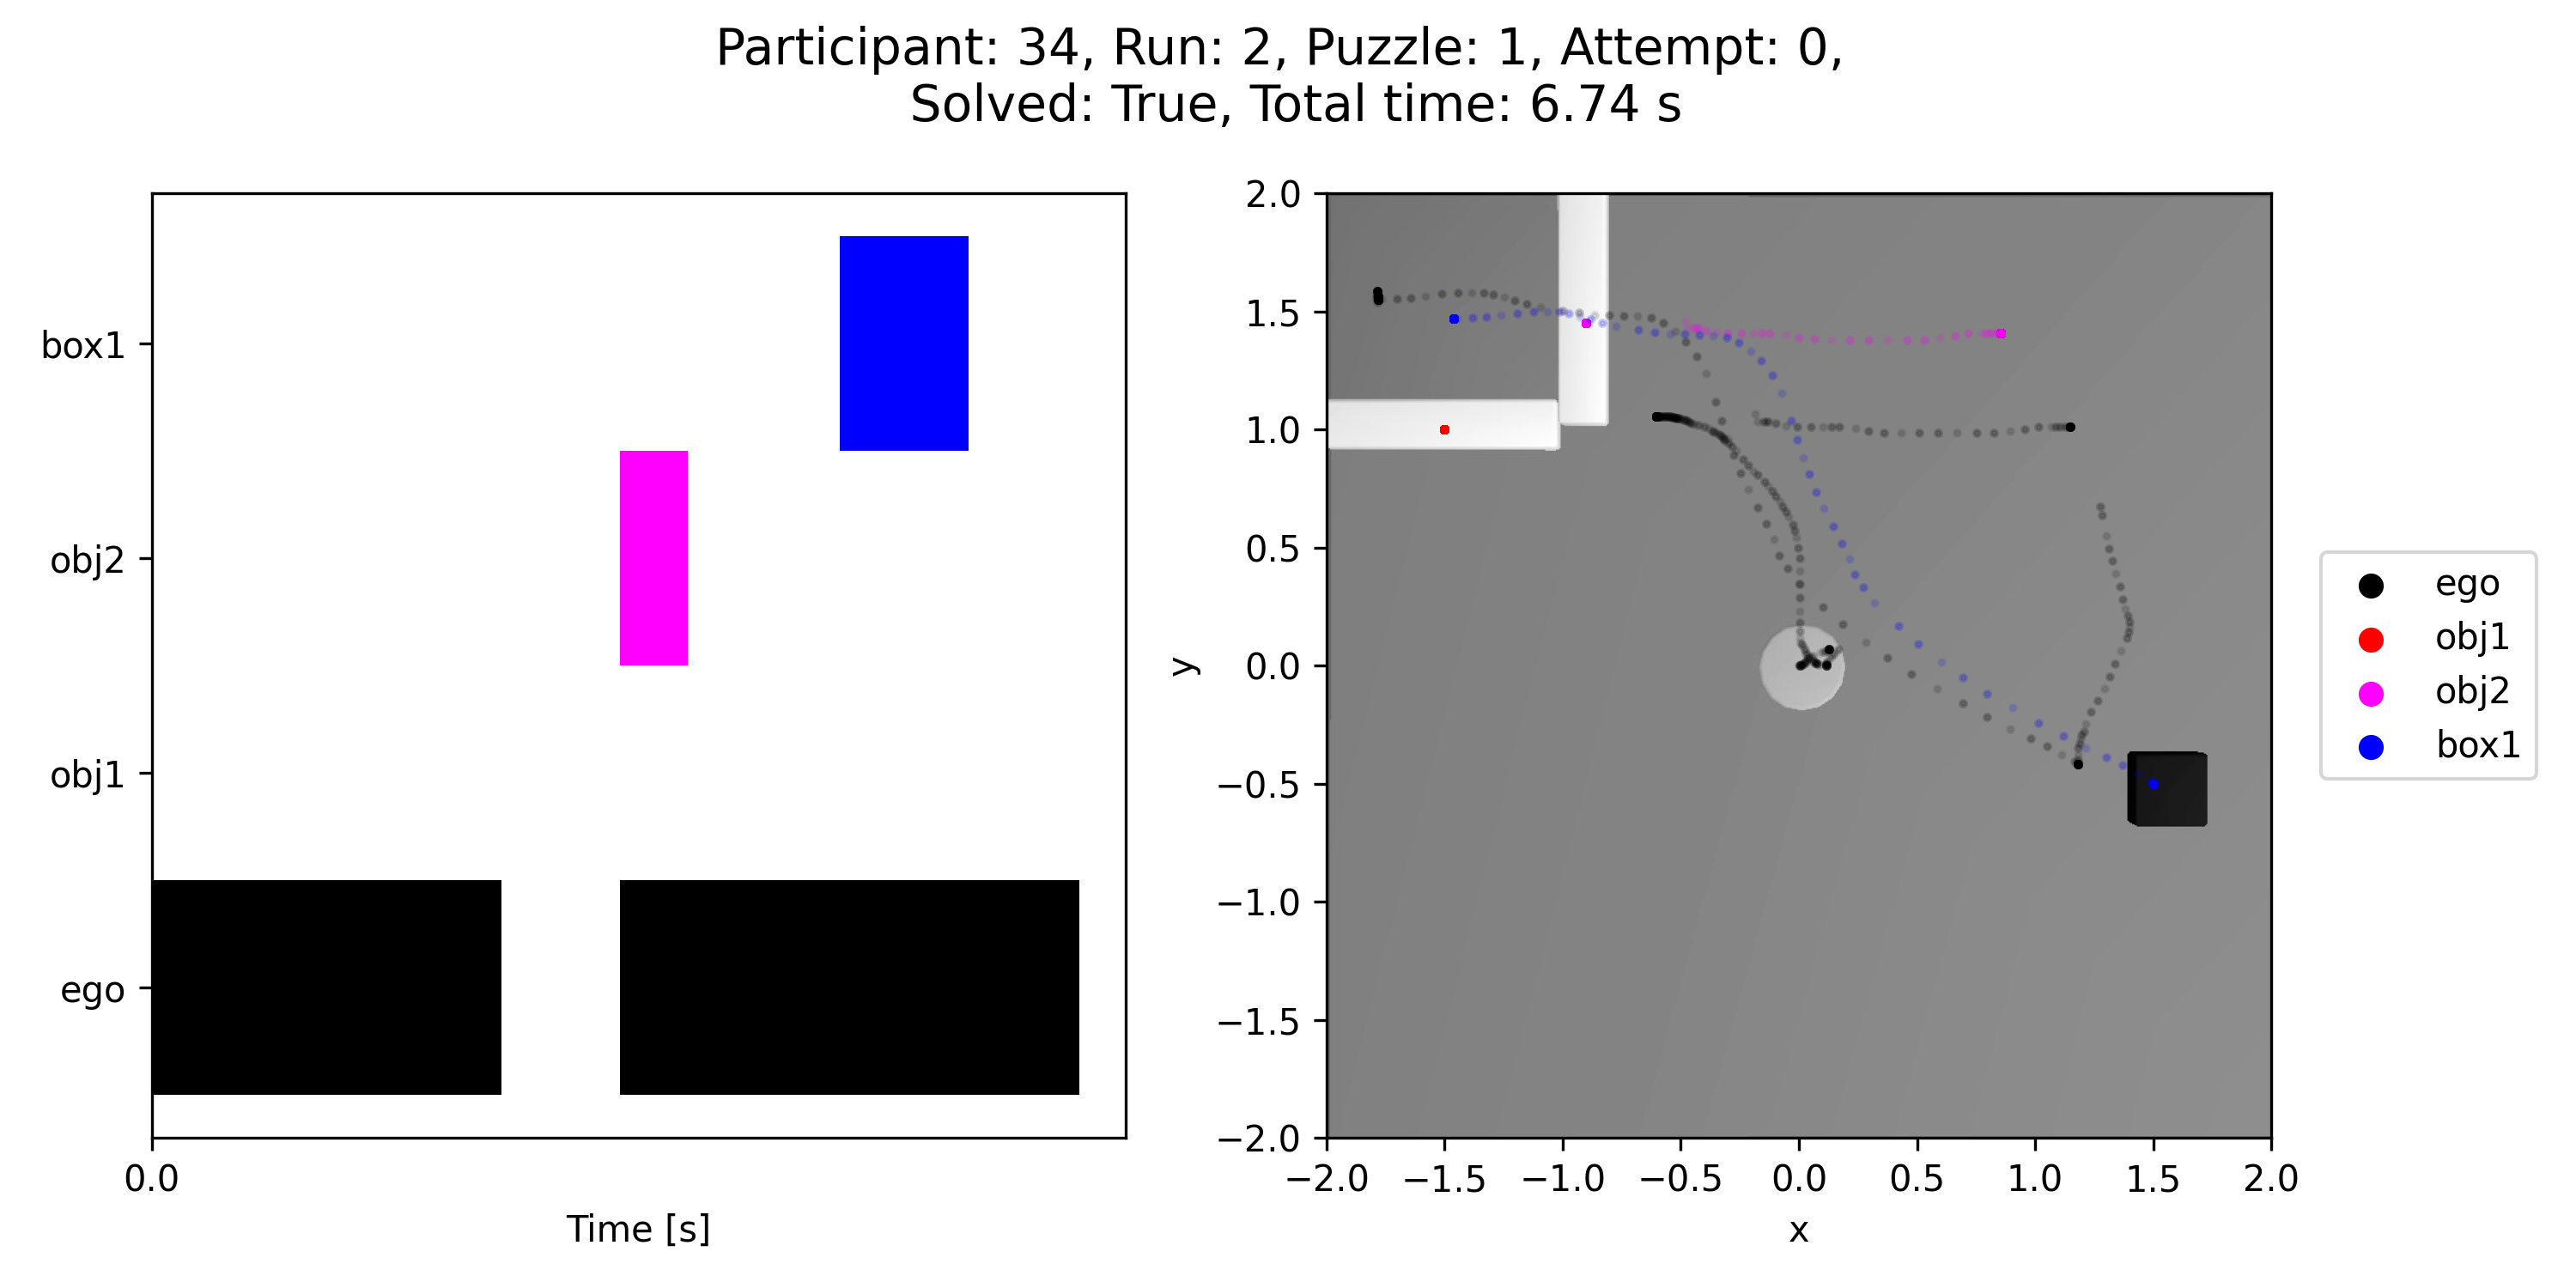 Participant: 34, Run: 2, Puzzle: 1, Attempt: 0,
Solved: True, Total time: 6.74 s
box1
obj2
obj1
ego
0.0
Time [s]
2.0
1.5
1.0
0.5
0.0
−0.5
−1.0
−1.5
−2.0
y
−2.0 −1.5 −1.0 −0.5 0.0 0.5 1.0 1.5 2.0
x
ego
obj1
obj2
box1